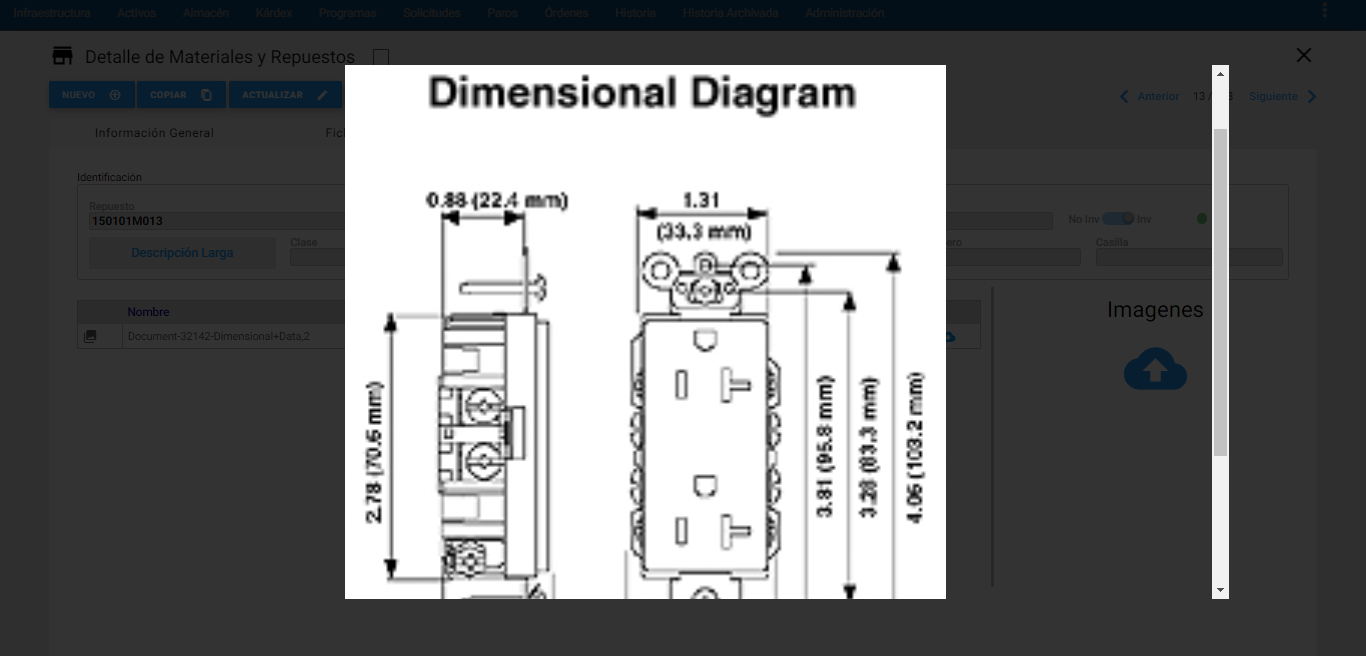 Infraestructura Activos Almacén Kárdex Programas Solicitudes Paros Órdenes Historia Historia Archivada Administración
Detalle de Materiales y Repuestos
NUEVO COPIAR ACTUALIZAR
Anterior 13 / Siguiente
Información General
Identificación
Repuesto
150101M013
No Inv Inv
Descripción Larga
Clase
Casilla
Nombre
Document-32142-Dimensional+Data,2
Imagenes
Dimensional Diagram
0.88 (22.4 mm)
1.31
(33.3 mm)
2.78 (70.6 mm)
3.81 (95.8 mm)
3.28 (83.3 mm)
4.06 (103.2 mm)